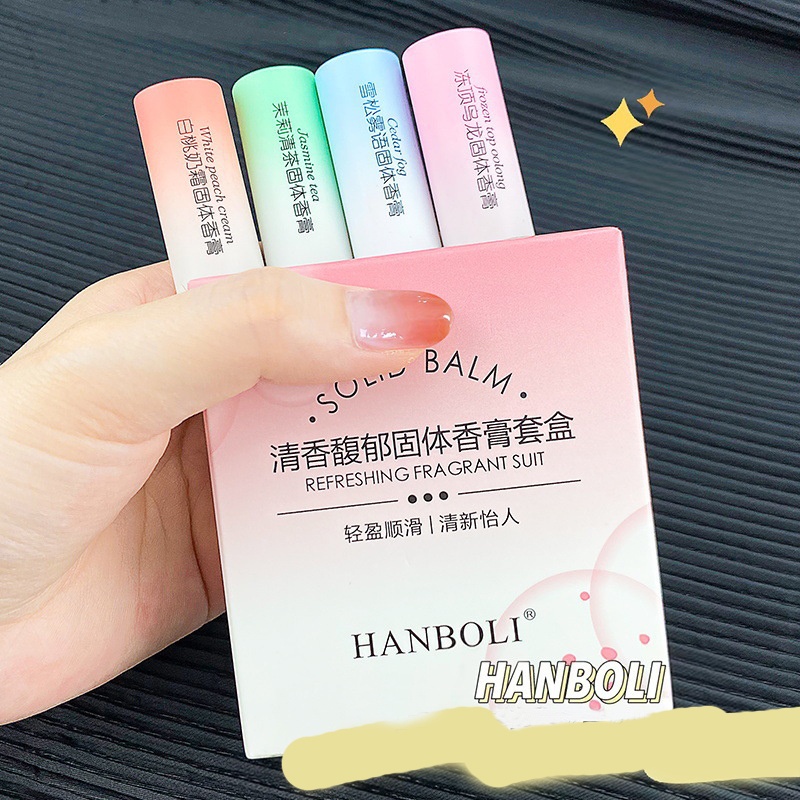 White peach cream
白桃奶霜固体香膏
Jasmine tea
茉莉清茶固体香膏
Cedar fog
雪松雾语固体香膏
frozen top oolong
冻顶乌龙固体香膏
SOLID BALM
清香馥郁固体香膏套盒
REFRESHING FRAGRANT SUIT
轻盈顺滑|清新怡人
HANBOLI®
HANBOLI